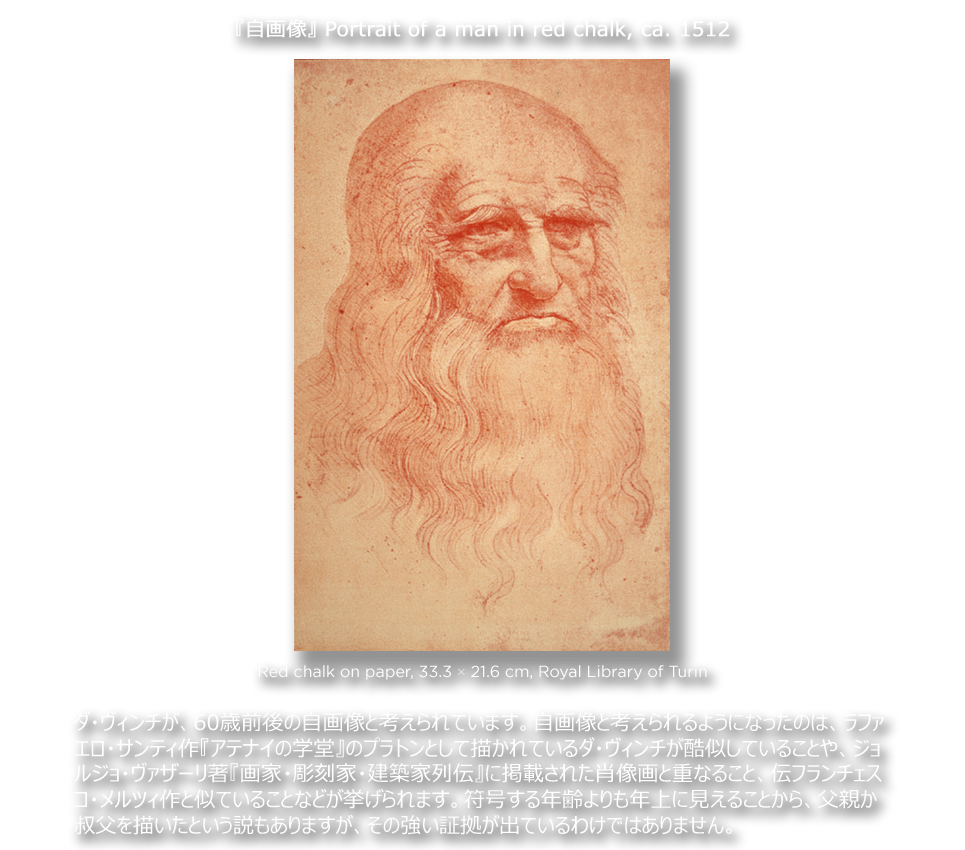 『自画像』 Portrait of a man in red chalk, ca. 1512
Red chalk on paper, 33.3 × 21.6 cm, Royal Library of Turin
ダ・ヴィンチが、60歳前後の自画像と考えられています。自画像と考えられるようになったのは、ラファ
エロ・サンティ作『アテナイの学堂』のプラトンとして描かれているダ・ヴィンチが酷似していることや、ジョ
ルジョ・ヴァザーリ著『画家・彫刻家・建築家列伝』に掲載された肖像画と重なること、伝フランチェス
コ・メルツィ作と似ていることなどが挙げられます。符号する年齢よりも年上に見えることから、父親か
叔父を描いたという説もありますが、その強い証拠が出ているわけではありません。